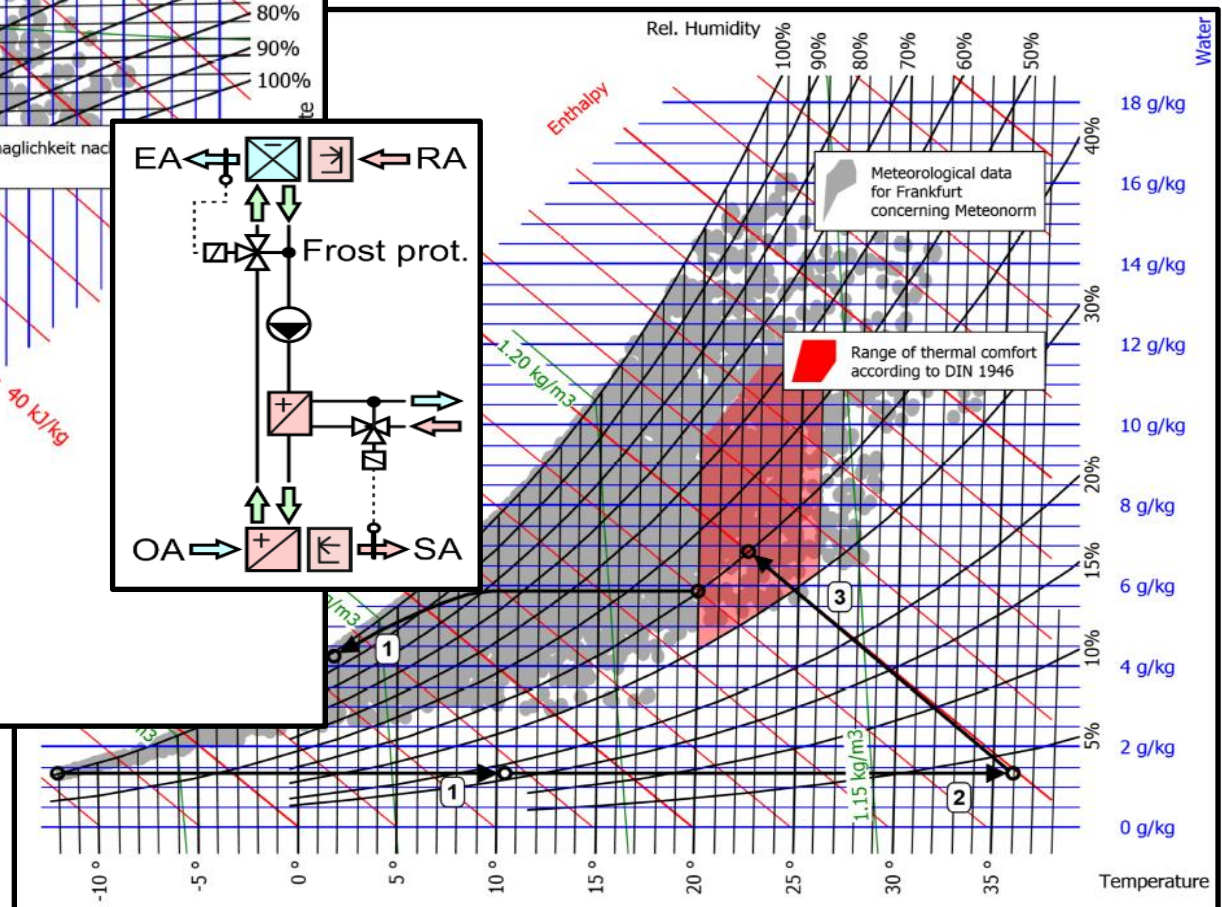 80%
90%
100%
Rel. Humidity
100%
90%
80%
70%
60%
50%
Water
Enthalpy
18 g/kg
40%
Meteorological data
for Frankfurt
concerning Meteonorm
16 g/kg
14 g/kg
30%
EA
RA
Frost prot.
+
OA
+
SA
1.20 kg/m3
12 g/kg
Range of thermal comfort
according to DIN 1946
40 kJ/kg
10 g/kg
20%
8 g/kg
15%
3
6 g/kg
g/m3
1
10%
4 g/kg
m3
5%
2 g/kg
1
2
1.15 kg/m3
0 g/kg
-10 °
-5 °
0
5 °
10 °
15 °
20 °
25 °
30 °
35 °
Temperature